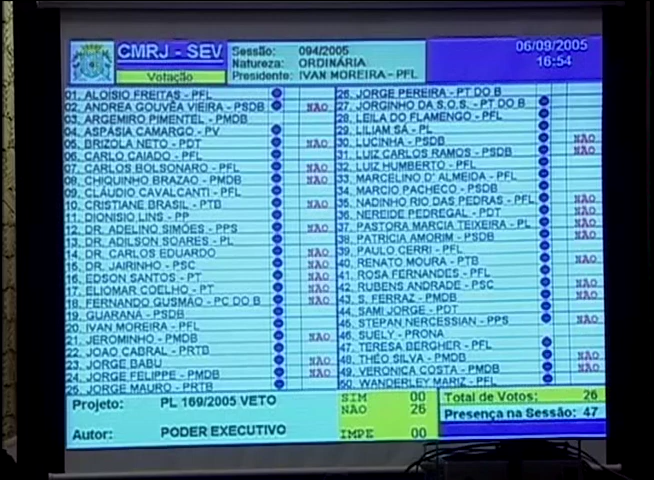 CMRJ - SEV
Votação
Sessão: 094/2005
Natureza: ORDINÁRIA
Presidente: IVAN MOREIRA - PFL
06/09/2005
16:54
01. ALOÍSIO FREITAS - PFL
02. ANDREA GOUVÊA VIEIRA - PSDB NÃO
03. ARGEMIRO PIMENTEL - PMDB
04. ASPÁSIA CAMARGO - PV
05. BRIZOLA NETO - PDT NÃO
06. CARLO CAIADO - PFL
07. CARLOS BOLSONARO - PFL NÃO
08. CHIQUINHO BRAZÃO - PMDB NÃO
09. CLÁUDIO CAVALCANTI - PFL
10. CRISTIANE BRASIL - PTB NÃO
11. DIONISIO LINS - PP
12. DR. ADELINO SIMÕES - PPS NÃO
13. DR. ADILSON SOARES - PL
14. DR. CARLOS EDUARDO NÃO
15. DR. JAIRINHO - PSC NÃO
16. EDSON SANTOS - PT NÃO
17. ELIOMAR COELHO - PT NÃO
18. FERNANDO GUSMÃO - PC DO B NÃO
19. GUARANÁ - PSDB
20. IVAN MOREIRA - PFL
21. JEROMINHO - PMDB NÃO
22. JOÃO CABRAL - PRTB
23. JORGE BABU NÃO
24. JORGE FELIPPE - PMDB NÃO
25. JORGE MAURO - PRTB
26. JORGE PEREIRA - PT DO B
27. JORGINHO DA S.O.S. - PT DO B
28. LEILA DO FLAMENGO - PFL
29. LILIAM SÁ - PL
30. LUCINHA - PSDB NÃO
31. LUIZ CARLOS RAMOS - PSDB NÃO
32. LUIZ HUMBERTO - PFL
33. MARCELINO D' ALMEIDA - PFL
34. MARCIO PACHECO - PSDB
35. NADINHO RIO DAS PEDRAS - PFL NÃO
36. NEREIDE PEDREGAL - PDT NÃO
37. PASTORA MARCIA TEIXEIRA - PL NÃO
38. PATRÍCIA AMORIM - PSDB NÃO
39. PAULO CERRI - PFL
40. RENATO MOURA - PTB NÃO
41. ROSA FERNANDES - PFL
42. RUBENS ANDRADE - PSC NÃO
43. S. FERRAZ - PMDB NÃO
44. SAMI JORGE - PDT
45. STEPAN NERCESSIAN - PPS NÃO
46. SUELY - PRONA
47. TERESA BERGHER - PFL
48. THÉO SILVA - PMDB NÃO
49. VERONICA COSTA - PMDB NÃO
50. WANDERLEY MARIZ - PFL
Projeto: PL 169/2005 VETO
Autor: PODER EXECUTIVO
SIM 00
NÃO 26
IMPE 00
Total de Votos: 26
Presença na Sessão: 47